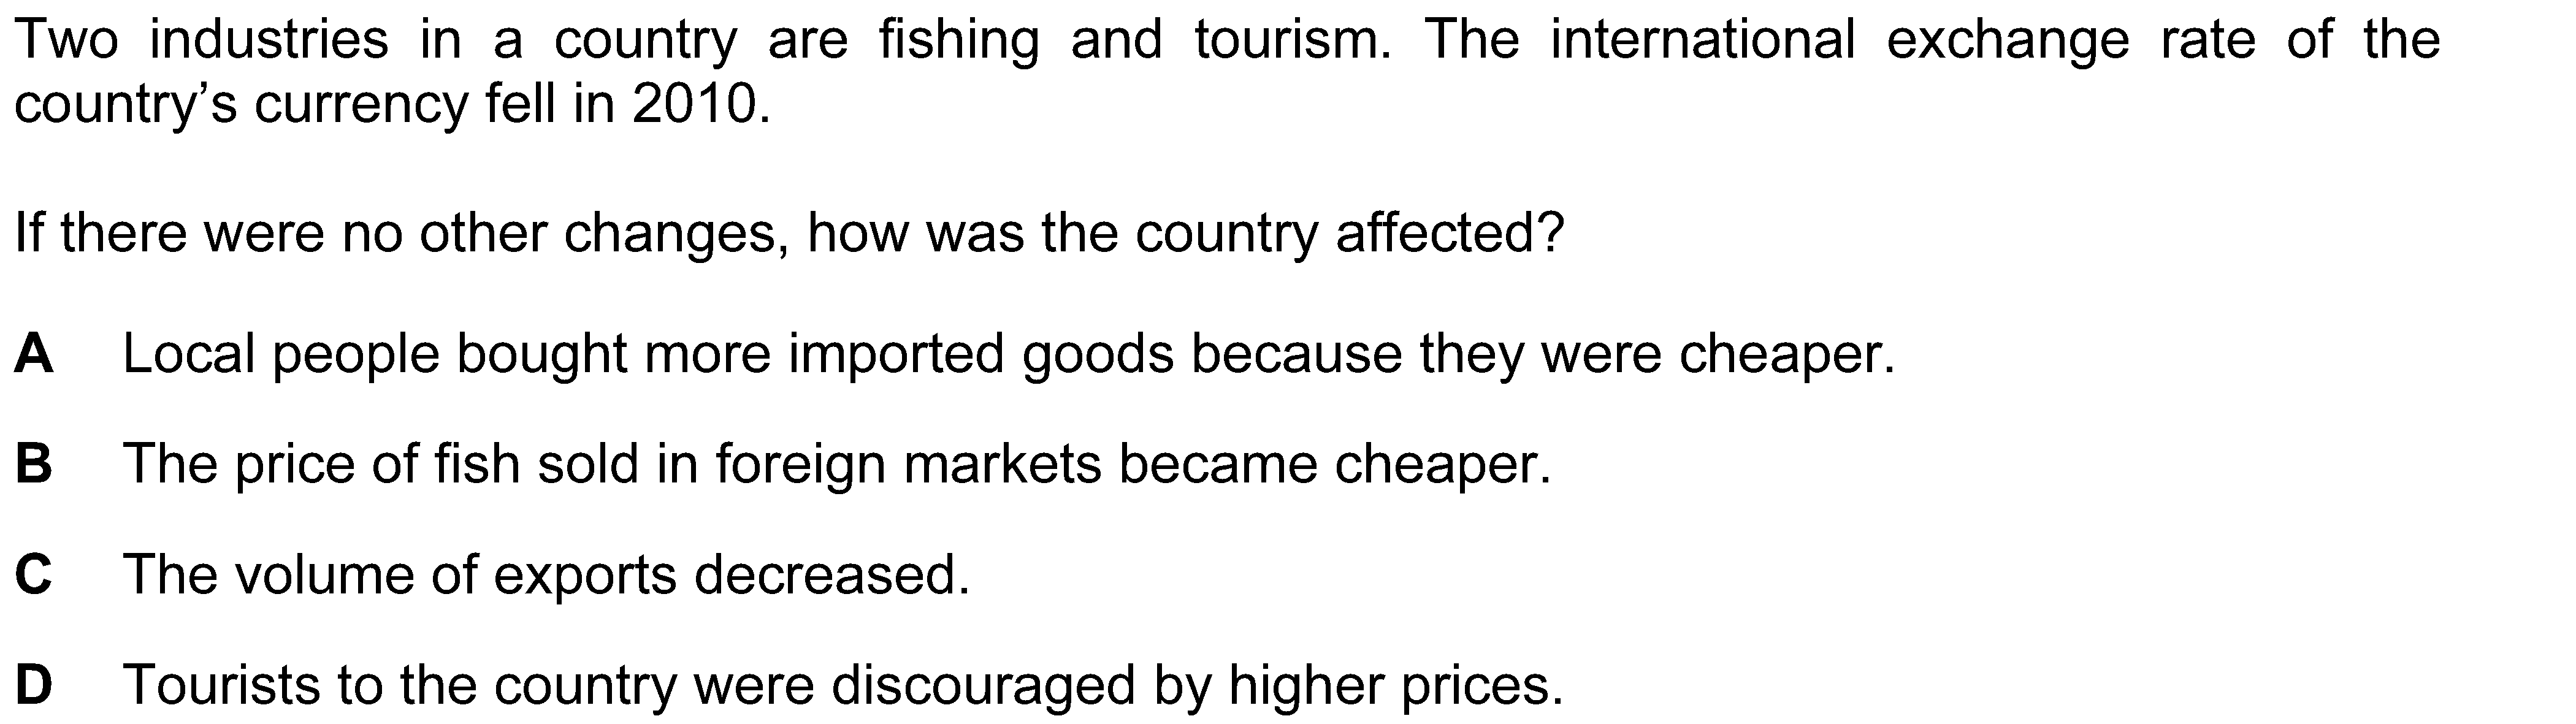 Two industries in a country are fishing and tourism. The international exchange rate of the
country’s currency fell in 2010.
If there were no other changes, how was the country affected?
A Local people bought more imported goods because they were cheaper.
B The price of fish sold in foreign markets became cheaper.
C The volume of exports decreased.
D Tourists to the country were discouraged by higher prices.